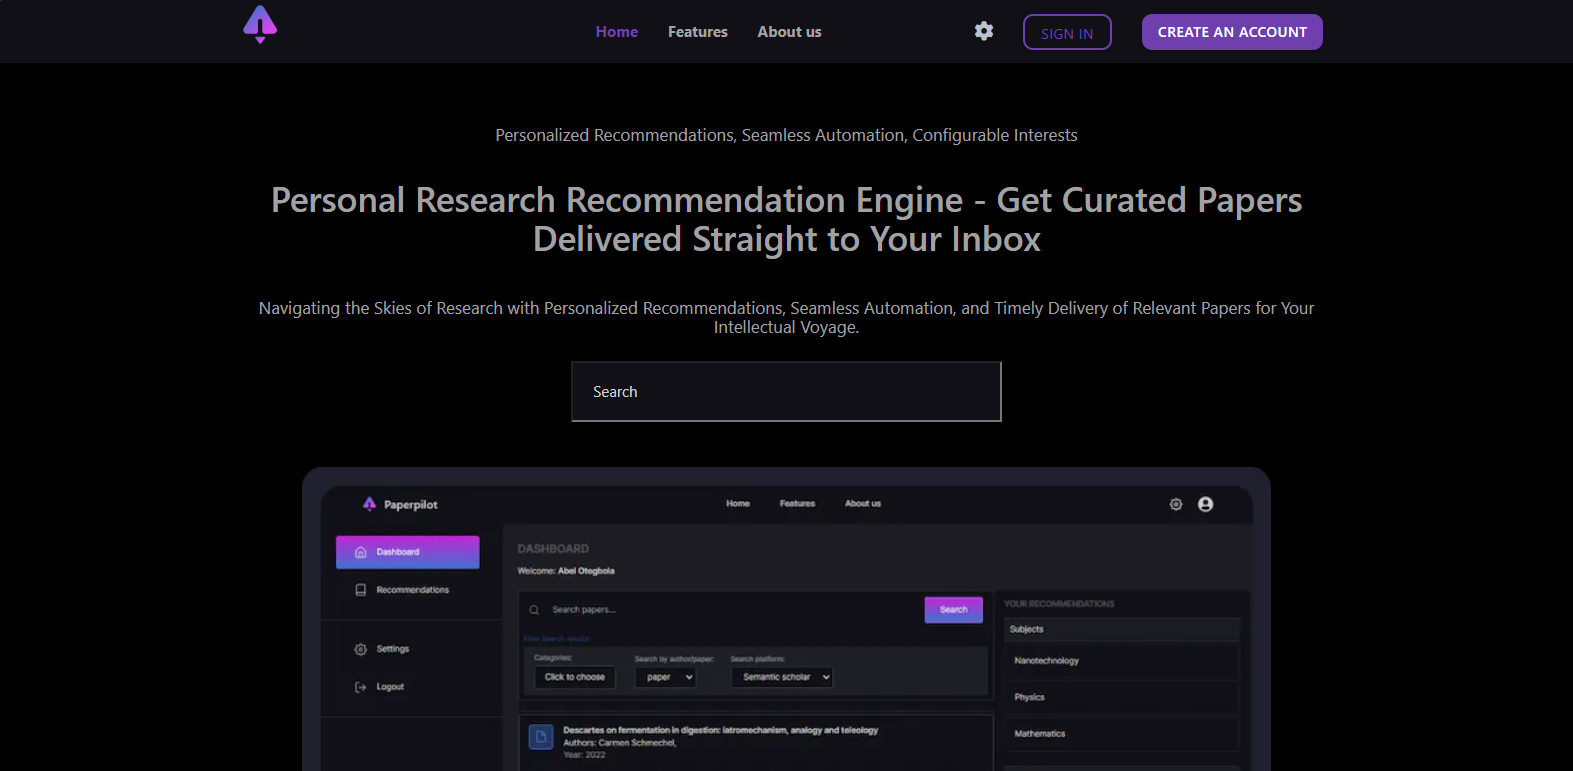 Home Features About us SIGN IN CREATE AN ACCOUNT
Personalized Recommendations, Seamless Automation, Configurable Interests
Personal Research Recommendation Engine - Get Curated Papers
Delivered Straight to Your Inbox
Navigating the Skies of Research with Personalized Recommendations, Seamless Automation, and Timely Delivery of Relevant Papers for Your
Intellectual Voyage.
Search
Paperpilot Home Features About us
Dashboard
Recommendations
Settings
Logout
DASHBOARD
Welcome: Abel Otegbola
Search papers... Search
Filter Search results
Categories: Search by author/paper: Search platform:
Click to choose paper Semantic scholar
Descartes on fermentation in digestion: iatromechanism, analogy and teleology
Authors: Carmen Schmechel,
Year: 2022
YOUR RECOMMENDATIONS
Subjects
Nanotechnology
Physics
Mathematics